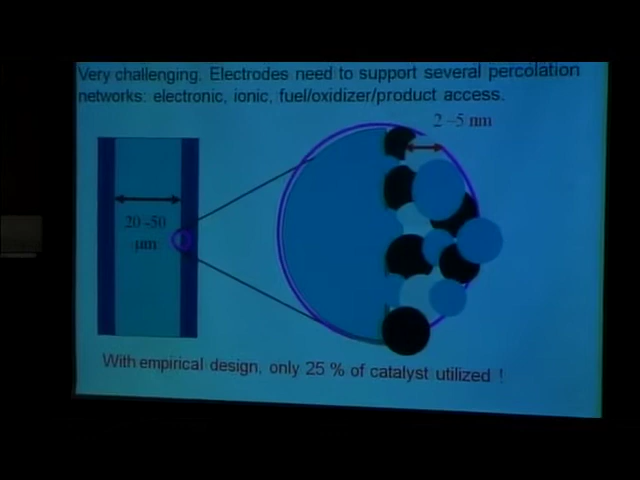 Very challenging. Electrodes need to support several percolation
networks: electronic, ionic, fuel/oxidizer/product access.
2 –5 nm
20 -50
μm
With empirical design, only 25 % of catalyst utilized !